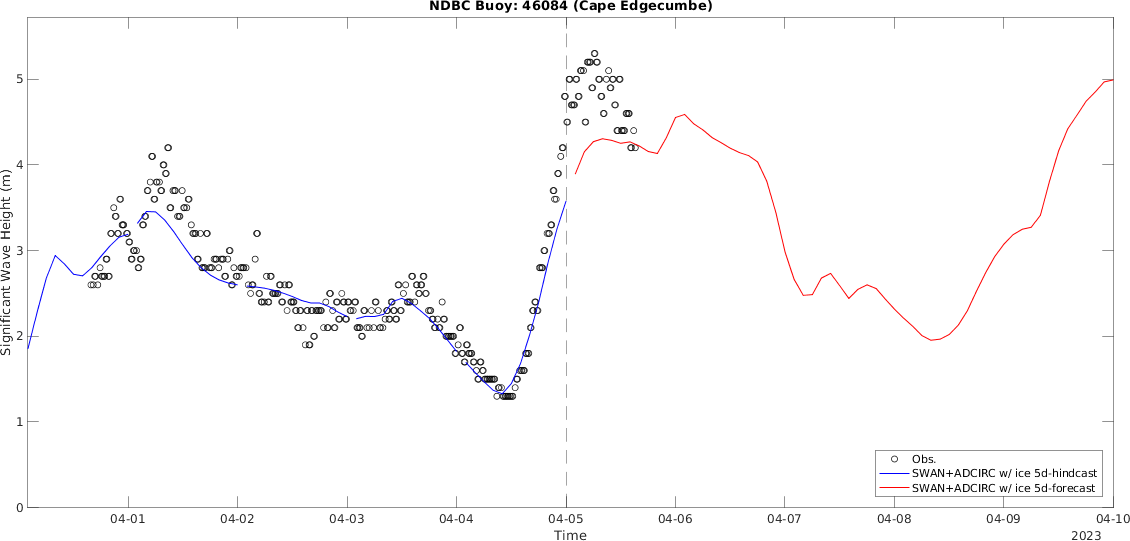 NDBC Buoy: 46084 (Cape Edgecumbe)
Significant Wave Height (m)
5
4
3
2
1
0
Obs.
SWAN+ADCIRC w/ ice 5d-hindcast
SWAN+ADCIRC w/ ice 5d-forecast
04-01 04-02 04-03 04-04 04-05 04-06 04-07 04-08 04-09 04-10
Time
2023